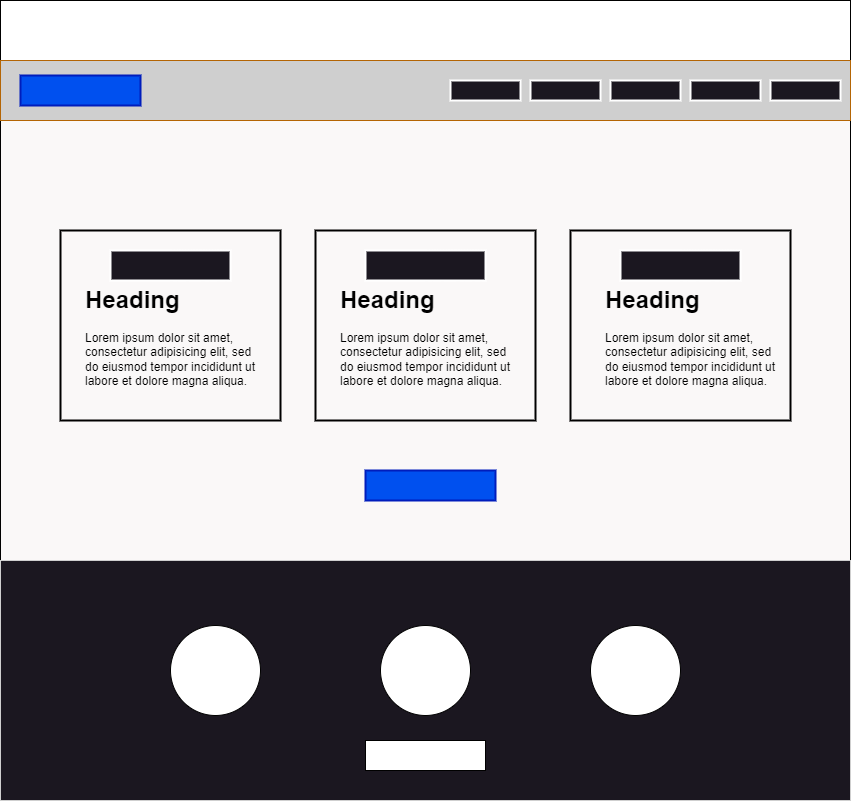 Heading
Lorem ipsum dolor sit amet,
consectetur adipisicing elit, sed
do eiusmod tempor incididunt ut
labore et dolore magna aliqua.
Heading
Lorem ipsum dolor sit amet,
consectetur adipisicing elit, sed
do eiusmod tempor incididunt ut
labore et dolore magna aliqua.
Heading
Lorem ipsum dolor sit amet,
consectetur adipisicing elit, sed
do eiusmod tempor incididunt ut
labore et dolore magna aliqua.